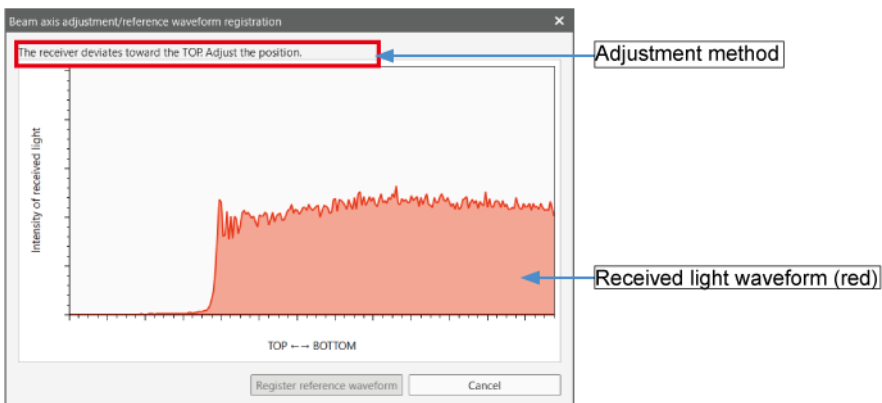 Beam axis adjustment/reference waveform registration
The receiver deviates toward the TOP. Adjust the position.
Adjustment method
Intensity of received light
Received light waveform (red)
TOP ←→ BOTTOM
Register reference waveform
Cancel